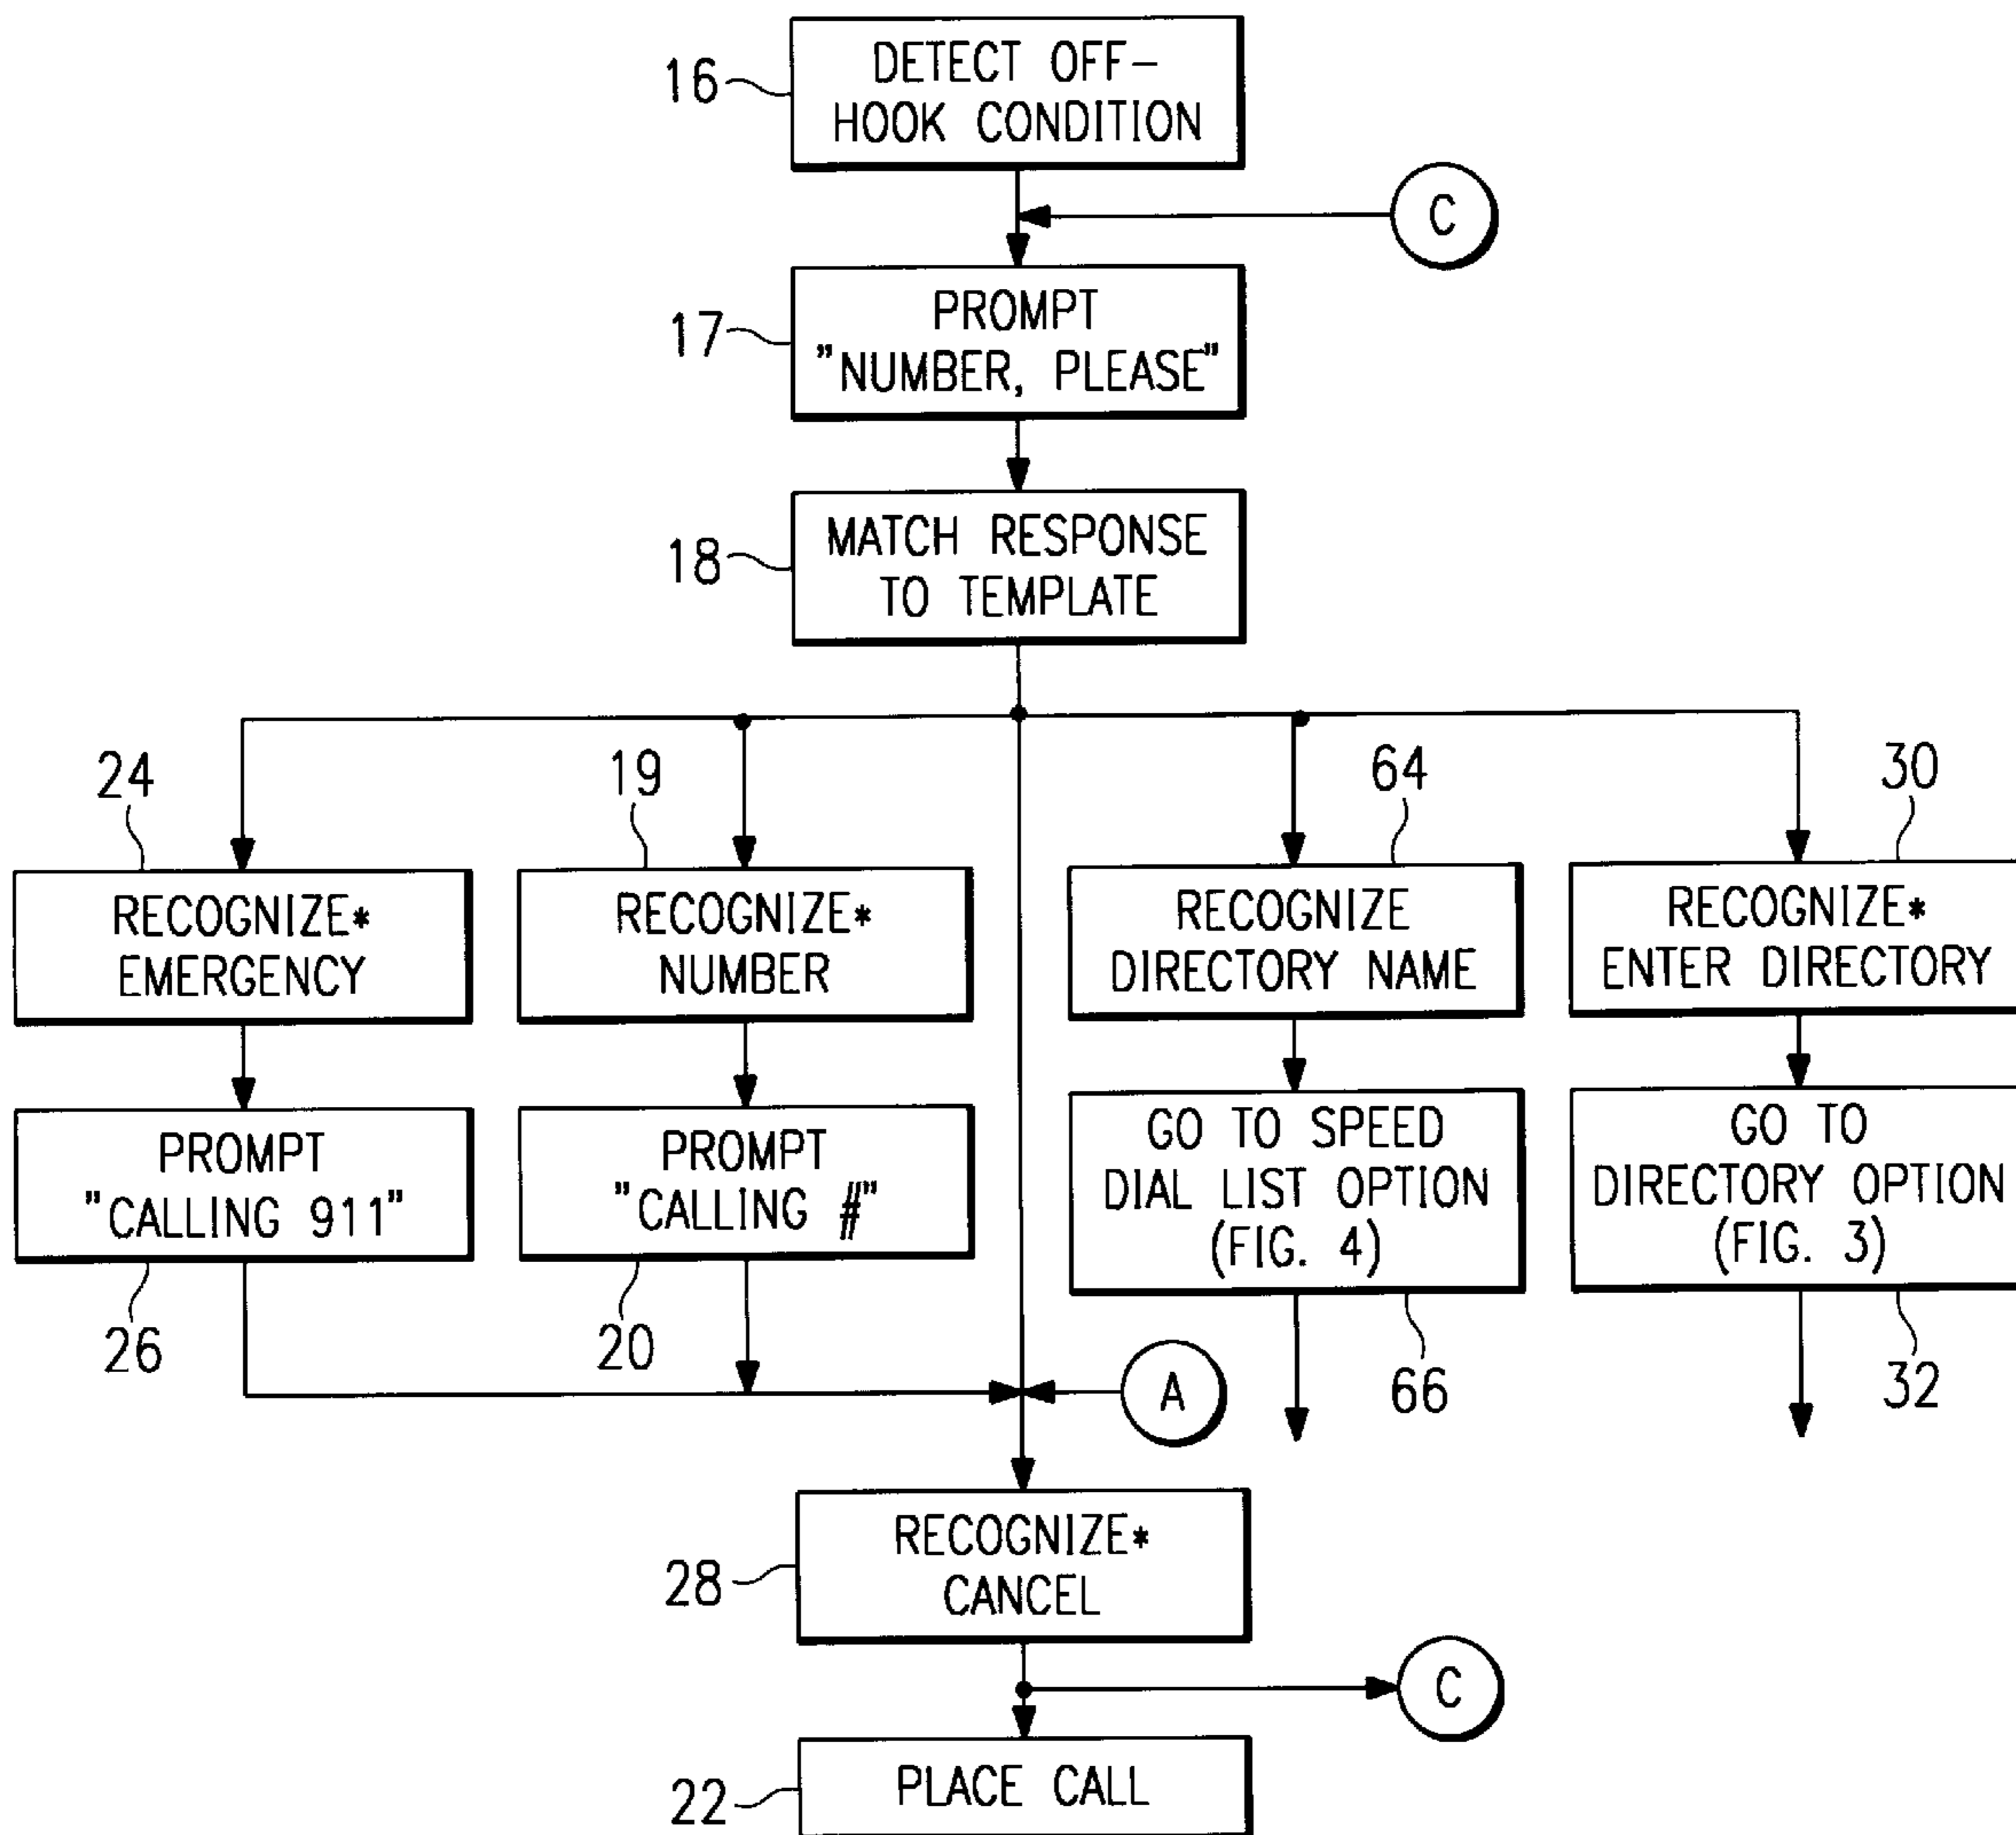 16
DETECT OFF-
HOOK CONDITION
C
17
PROMPT
"NUMBER, PLEASE"
18
MATCH RESPONSE
TO TEMPLATE
24
19
64
30
RECOGNIZE*
EMERGENCY
RECOGNIZE*
NUMBER
RECOGNIZE
DIRECTORY NAME
RECOGNIZE*
ENTER DIRECTORY
PROMPT
"CALLING 911"
PROMPT
"CALLING #"
GO TO SPEED
DIAL LIST OPTION
(FIG. 4)
GO TO
DIRECTORY OPTION
(FIG. 3)
26
20
A
66
32
28
RECOGNIZE*
CANCEL
C
22
PLACE CALL